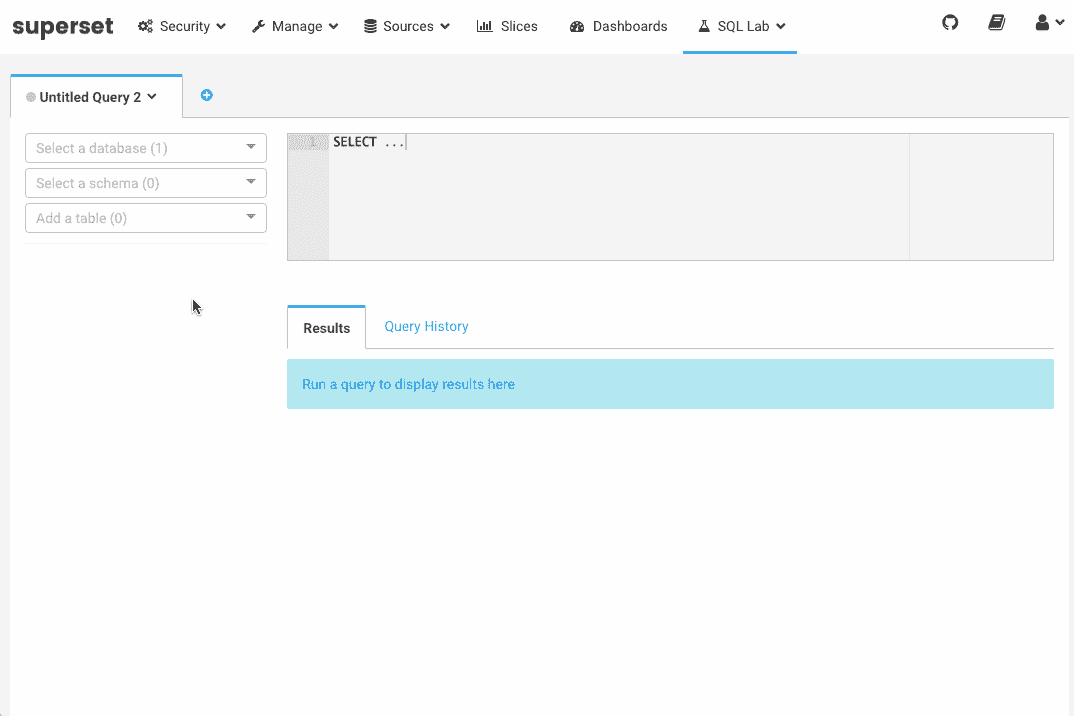 superset Security Manage Sources Slices Dashboards SQL Lab
Untitled Query 2
Select a database (1)
Select a schema (0)
Add a table (0)
1 SELECT ...
Results Query History
Run a query to display results here